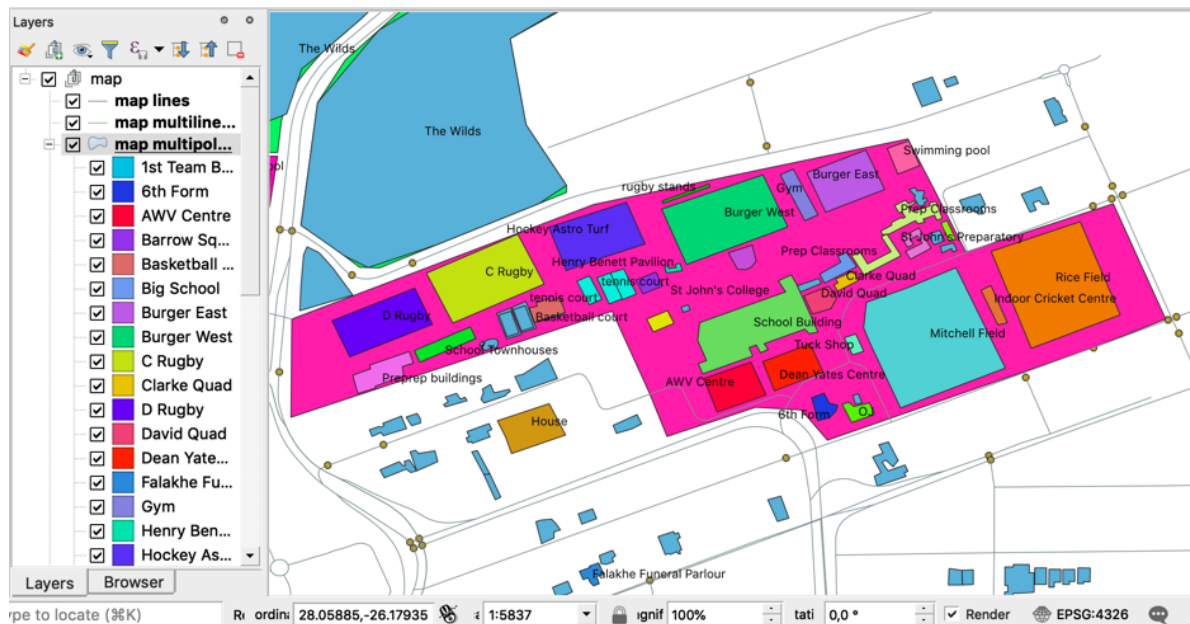 Layers
map
map lines
map multiline...
map multipol...
1st Team B...
6th Form
AWV Centre
Barrow Sq...
Basketball ...
Big School
Burger East
Burger West
C Rugby
Clarke Quad
D Rugby
David Quad
Dean Yate...
Falakhe Fu...
Gym
Henry Ben...
Hockey As...
Layers
Browser
The Wilds
The Wilds
ool
Swimming pool
Burger East
Gym
rugby stands
Burger West
Prep Classrooms
Hockey Astro Turf
St John's Preparatory
Prep Classrooms
Henry Benett Pavilion
C Rugby
Clarke Quad
Rice Field
tennis court
St John's College
David Quad
tennis court
Indoor Cricket Centre
D Rugby
Basketball court
School Building
Mitchell Field
School Townhouses
Tuck Shop
Preprep buildings
AWV Centre
Dean Yates Centre
House
6th Form
OJ
Falakhe Funeral Parlour
ype to locate (⌘K)
ordina
28.05885,-26.17935
1:5837
ignif
100%
tati
0,0 °
Render
EPSG:4326